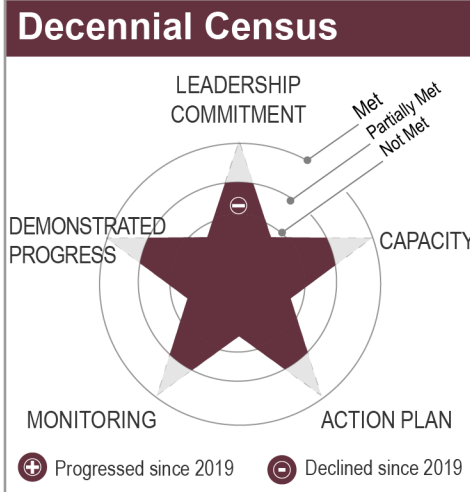 Decennial Census
LEADERSHIP
COMMITMENT
Met
Partially Met
Not Met
DEMONSTRATED
PROGRESS
CAPACITY
MONITORING
ACTION PLAN
Progressed since 2019
Declined since 2019